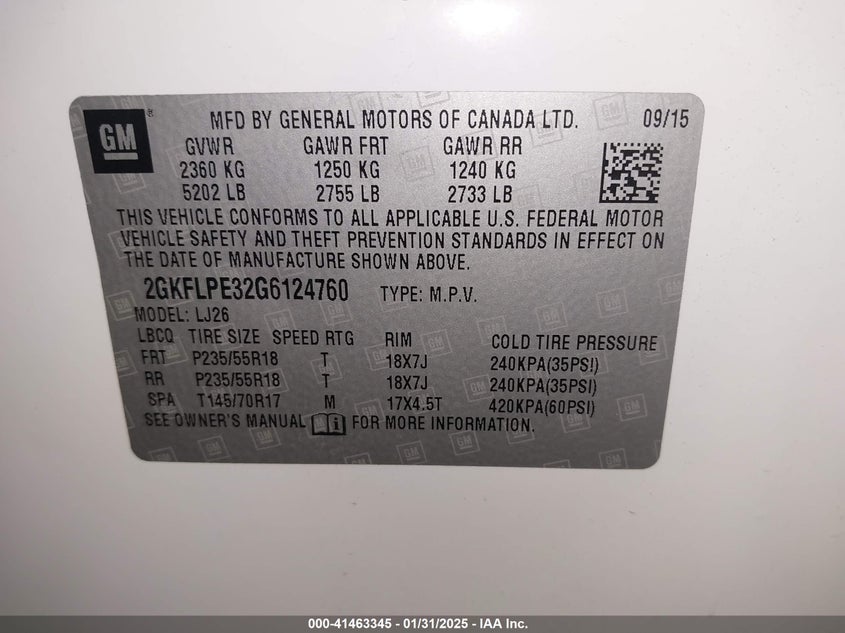 GM ® MFD BY GENERAL MOTORS OF CANADA LTD. 09/15
GVWR GAWR FRT GAWR RR
2360 KG 1250 KG 1240 KG
5202 LB 2755 LB 2733 LB
THIS VEHICLE CONFORMS TO ALL APPLICABLE U.S. FEDERAL MOTOR
VEHICLE SAFETY AND THEFT PREVENTION STANDARDS IN EFFECT ON
THE DATE OF MANUFACTURE SHOWN ABOVE.
2GKFLPE32G6124760 TYPE: M.P.V.
MODEL: LJ26
LBCQ TIRE SIZE SPEED RTG RIM COLD TIRE PRESSURE
FRT P235/55R18 T 18X7J 240KPA(35PSI)
RR P235/55R18 T 18X7J 240KPA(35PSI)
SPA T145/70R17 M 17X4.5T 420KPA(60PSI)
SEE OWNER'S MANUAL FOR MORE INFORMATION.
000-41463345 - 01/31/2025 - IAA Inc.